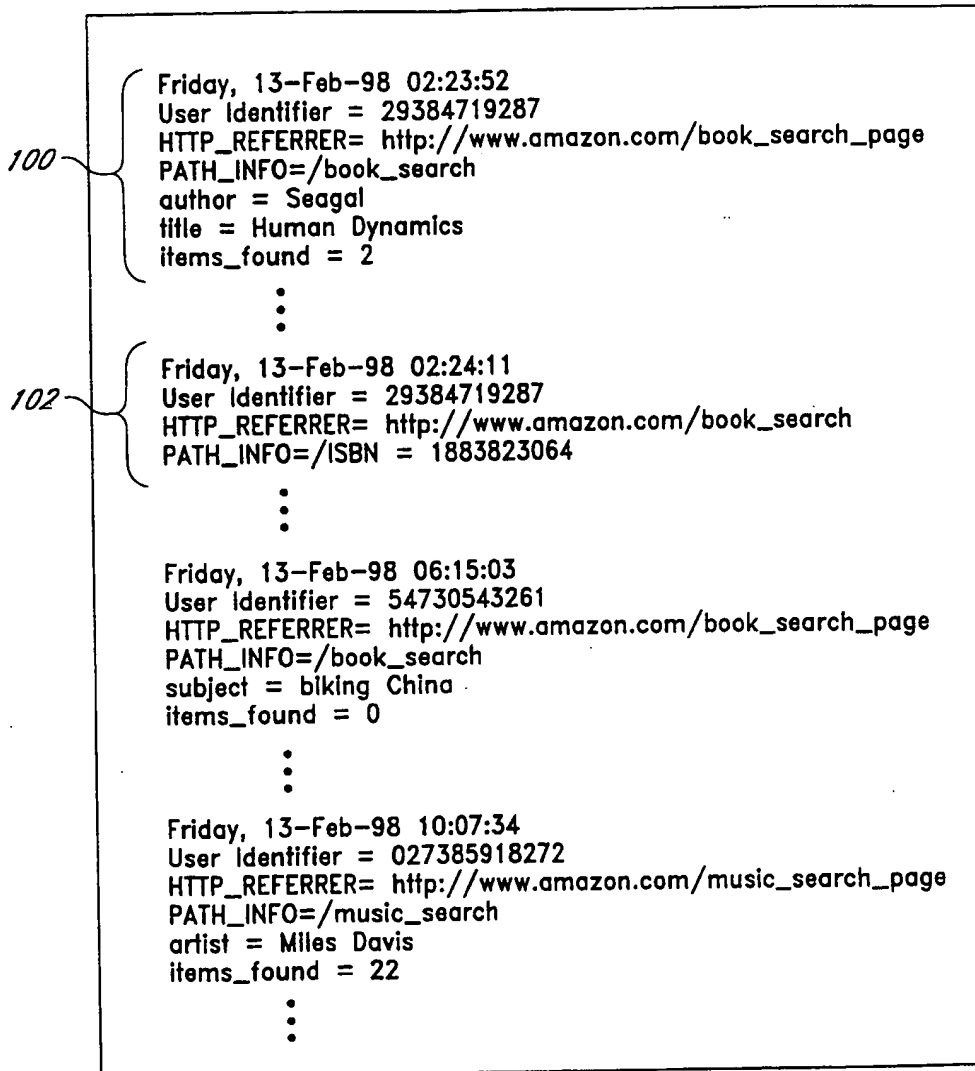 100
Friday, 13-Feb-98 02:23:52
User Identifier = 29384719287
HTTP_REFERRER= http://www.amazon.com/book_search_page
PATH_INFO=/book_search
author = Seagal
title = Human Dynamics
items_found = 2
102
Friday, 13-Feb-98 02:24:11
User Identifier = 29384719287
HTTP_REFERRER= http://www.amazon.com/book_search
PATH_INFO=/ISBN = 1883823064
Friday, 13-Feb-98 06:15:03
User Identifier = 54730543261
HTTP_REFERRER= http://www.amazon.com/book_search_page
PATH_INFO=/book_search
subject = biking China
items_found = 0
Friday, 13-Feb-98 10:07:34
User Identifier = 027385918272
HTTP_REFERRER= http://www.amazon.com/music_search_page
PATH_INFO=/music_search
artist = Miles Davis
items_found = 22